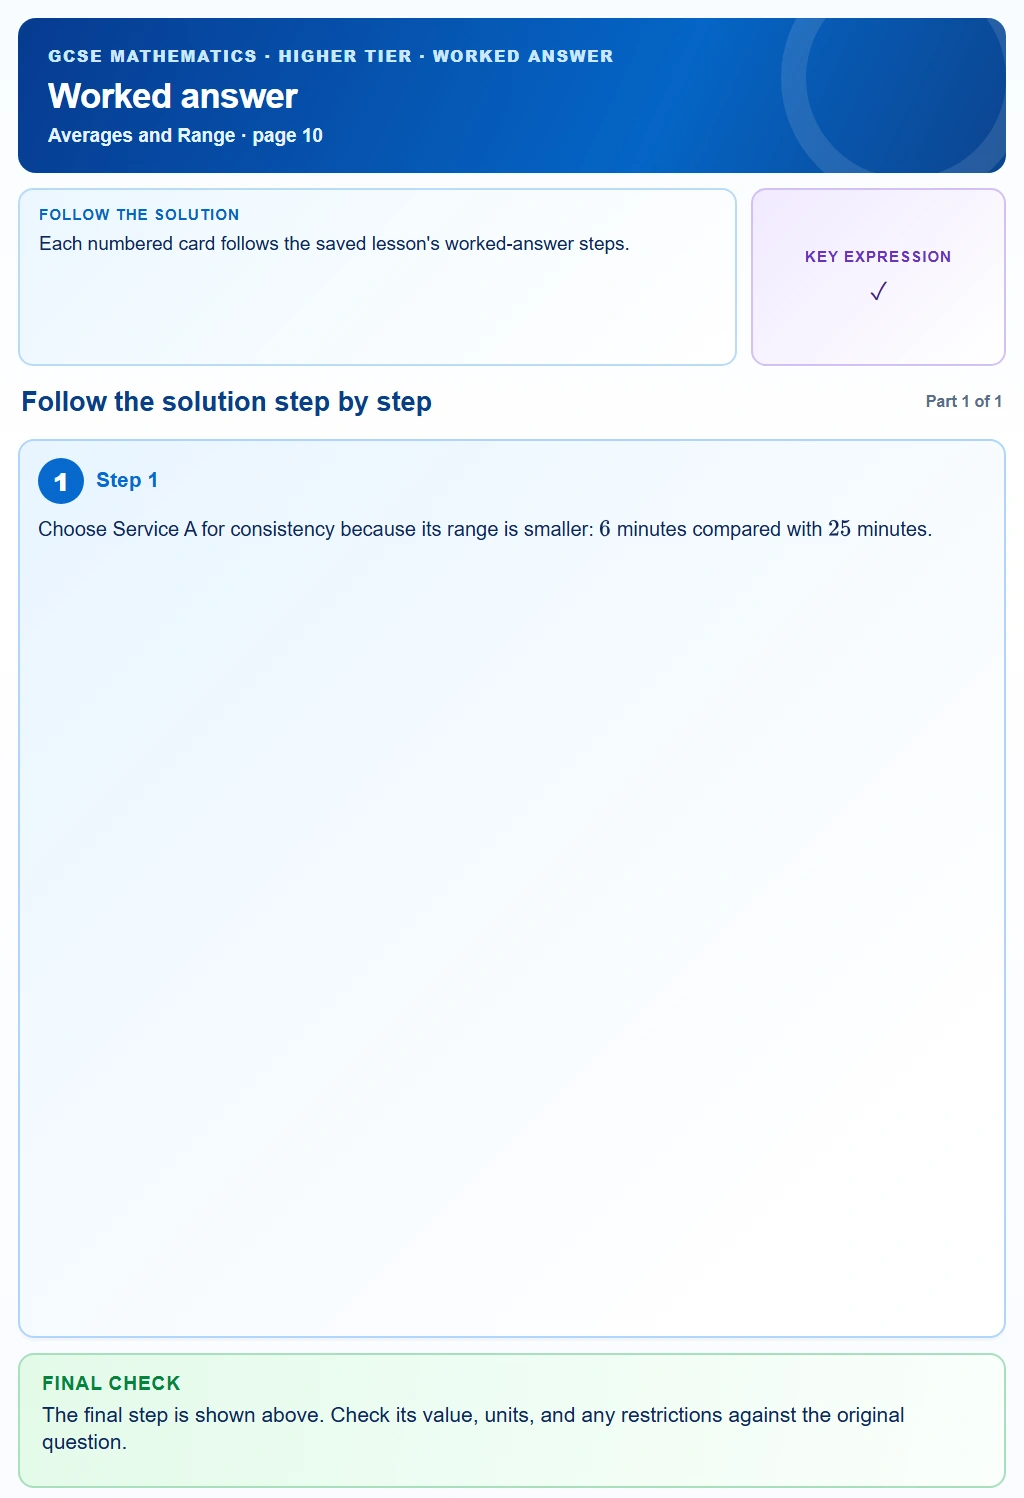 GCSE MATHEMATICS · HIGHER TIER · WORKED ANSWER
Worked answer
Averages and Range · page 10
FOLLOW THE SOLUTION
Each numbered card follows the saved lesson's worked-answer steps.
KEY EXPRESSION
✓
Follow the solution step by step
Part 1 of 1
1 Step 1
Choose Service A for consistency because its range is smaller: 6 minutes compared with 25 minutes.
FINAL CHECK
The final step is shown above. Check its value, units, and any restrictions against the original
question.